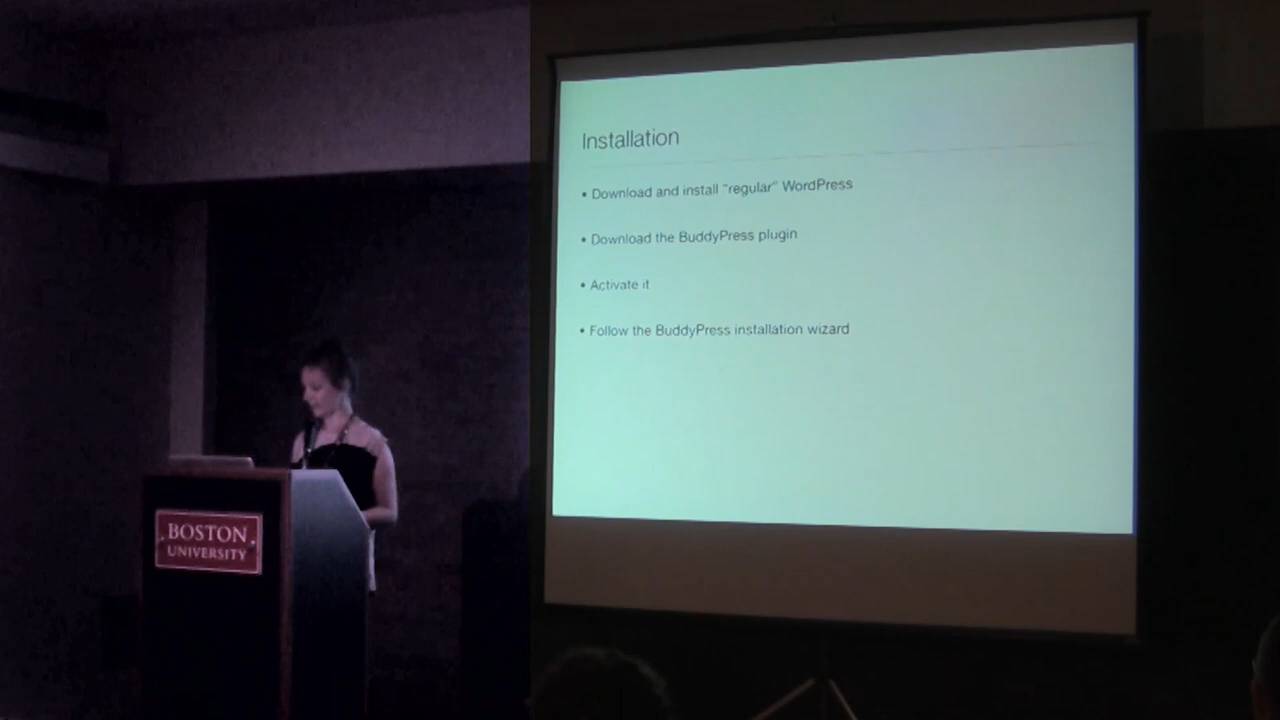 Installation
• Download and install "regular" WordPress
• Download the BuddyPress plugin
• Activate it
• Follow the BuddyPress installation wizard
BOSTON
UNIVERSITY